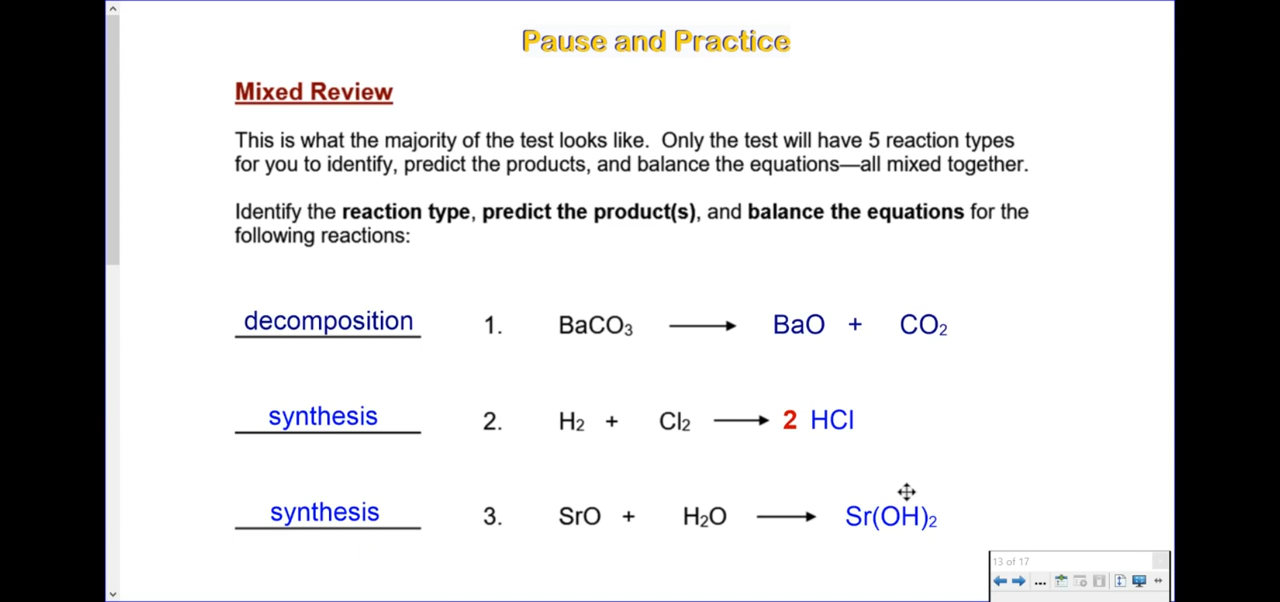 Pause and Practice
Mixed Review
This is what the majority of the test looks like. Only the test will have 5 reaction types
for you to identify, predict the products, and balance the equations—all mixed together.
Identify the reaction type, predict the product(s), and balance the equations for the
following reactions:
decomposition 1. BaCO₃ ⟶ BaO + CO₂
synthesis 2. H₂ + Cl₂ ⟶ 2 HCl
synthesis 3. SrO + H₂O ⟶ Sr(OH)₂
13 of 17